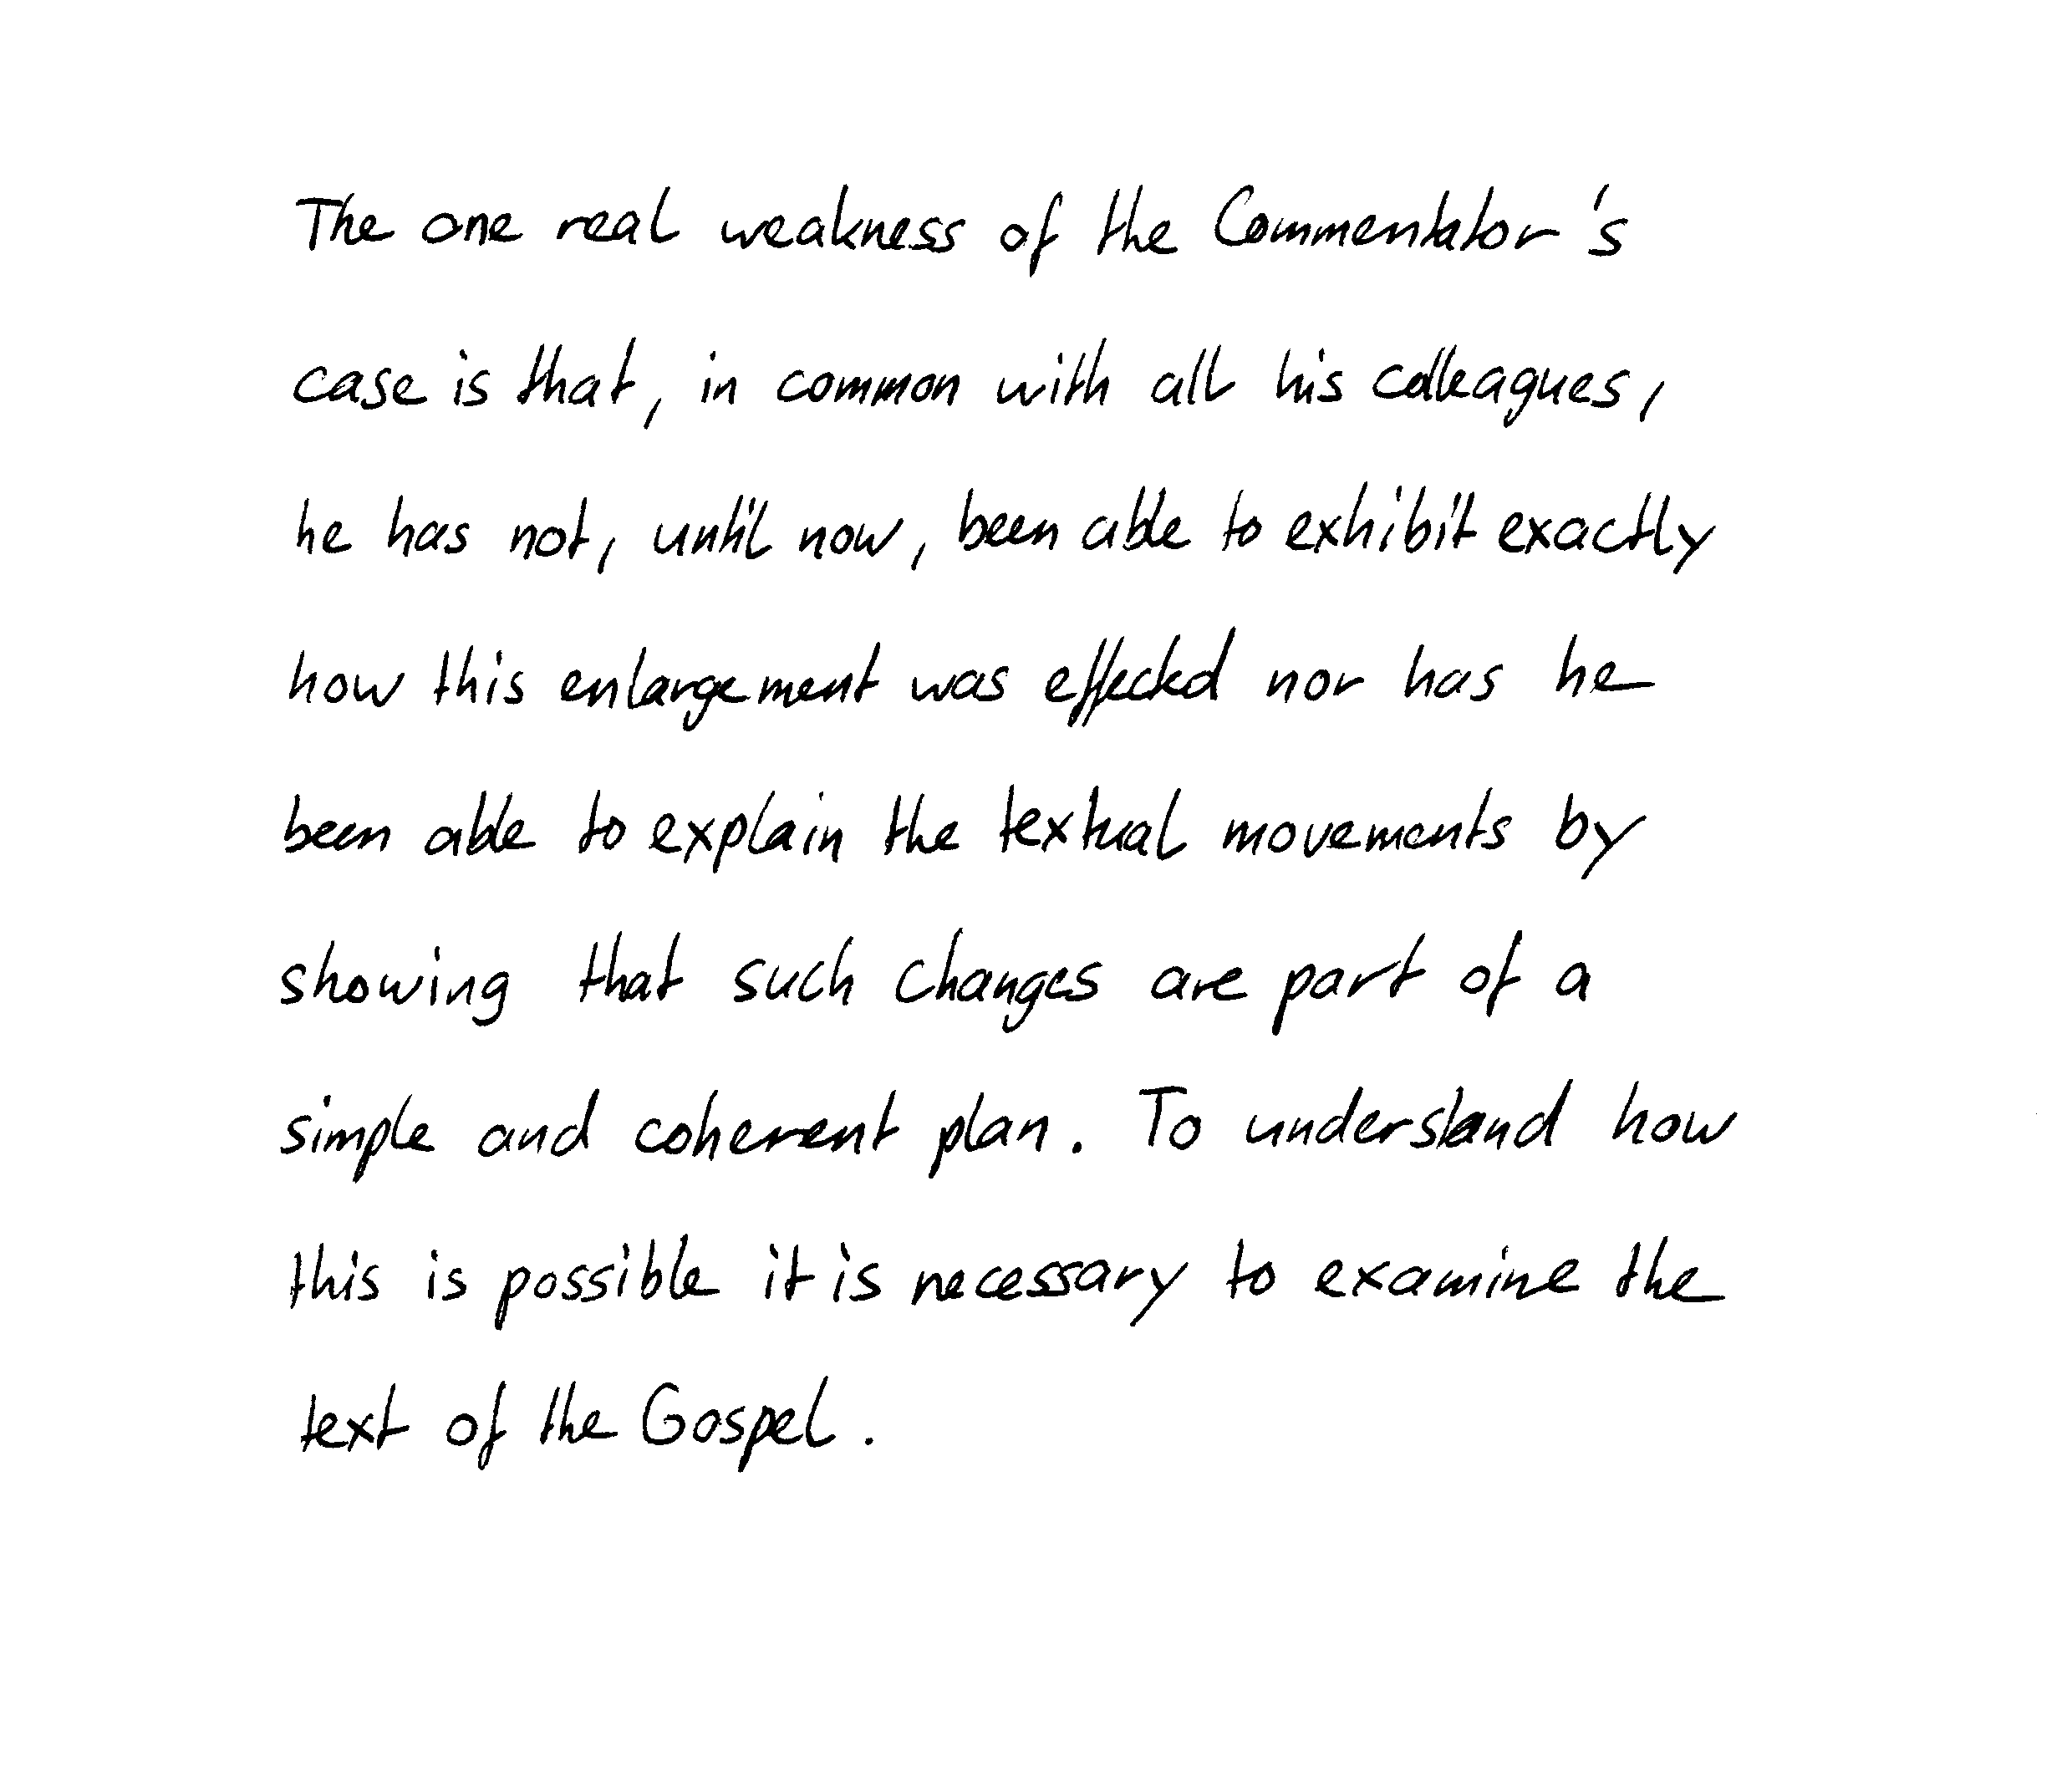 The one real weakness of the Commentator's
case is that, in common with all his colleagues,
he has not, until now, been able to exhibit exactly
how this enlargement was effected nor has he
been able to explain the textual movements by
showing that such changes are part of a
simple and coherent plan. To understand how
this is possible it is necessary to examine the
text of the Gospel.